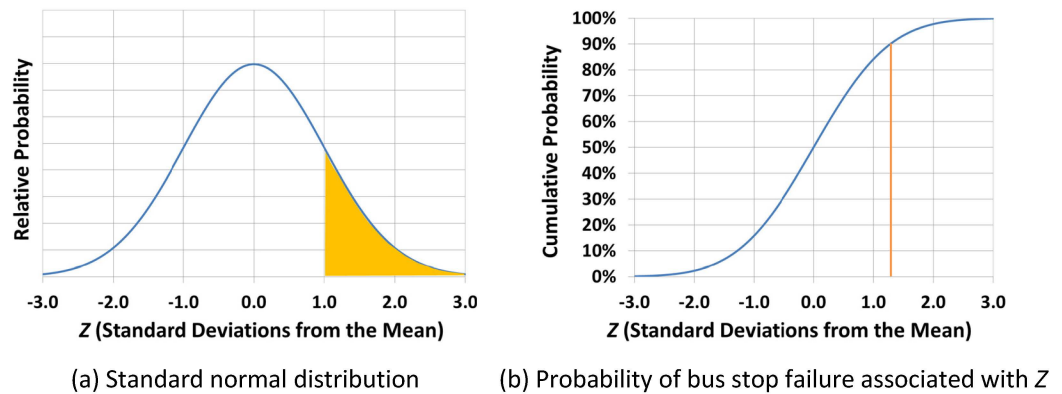 Relative Probability
-3.0 -2.0 -1.0 0.0 1.0 2.0 3.0
Z (Standard Deviations from the Mean)
(a) Standard normal distribution
Cumulative Probability
100%
90%
80%
70%
60%
50%
40%
30%
20%
10%
0%
-3.0 -2.0 -1.0 0.0 1.0 2.0 3.0
Z (Standard Deviations from the Mean)
(b) Probability of bus stop failure associated with Z